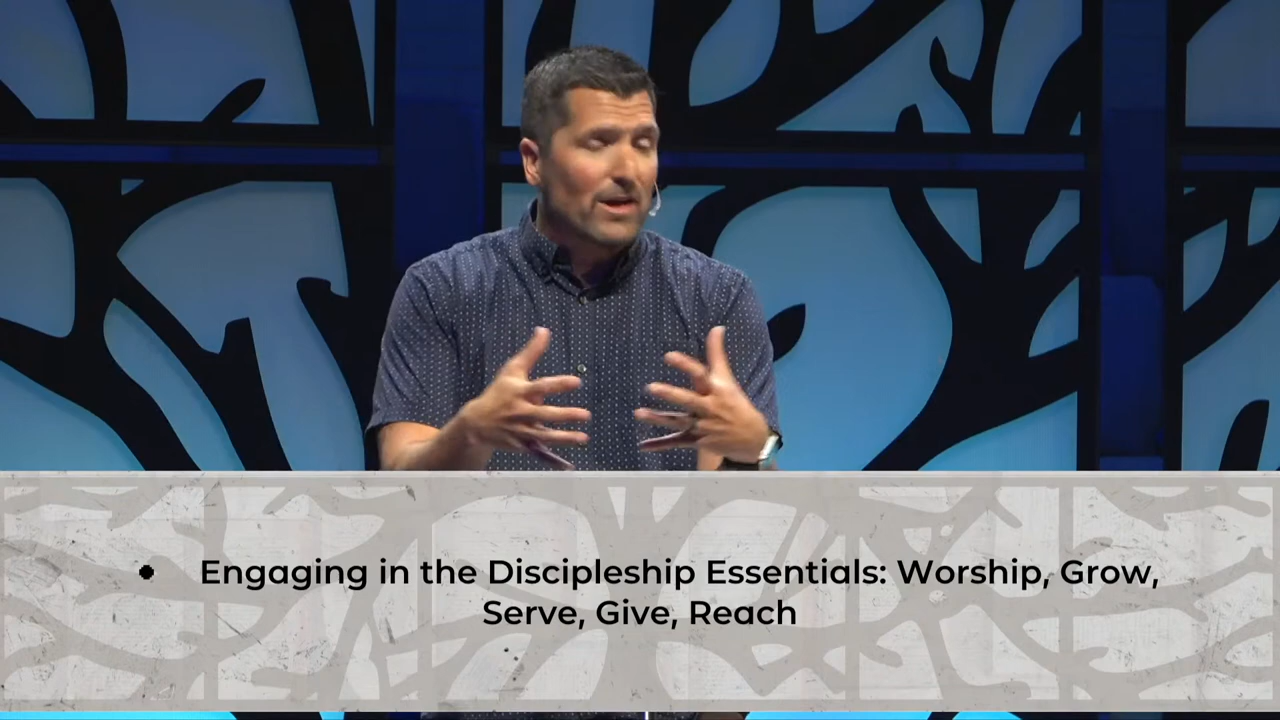 • Engaging in the Discipleship Essentials: Worship, Grow,
Serve, Give, Reach